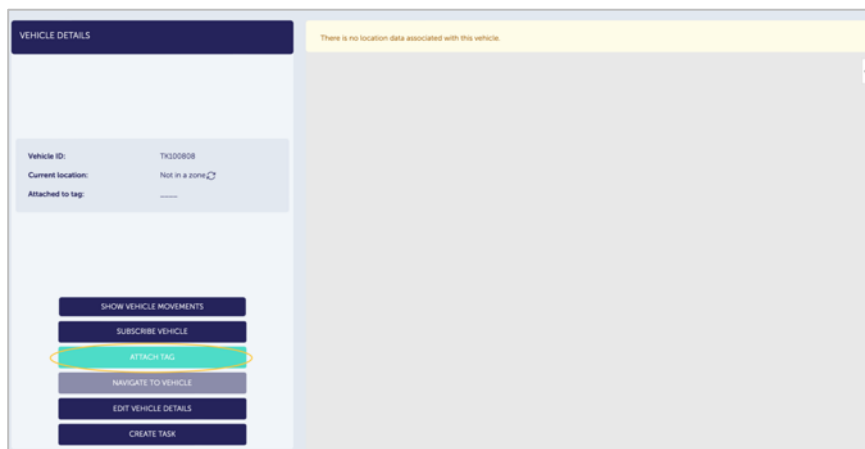 VEHICLE DETAILS
There is no location data associated with this vehicle.
Vehicle ID: TK100808
Current location: Not in a zone
Attached to tag: ____
SHOW VEHICLE MOVEMENTS
SUBSCRIBE VEHICLE
ATTACH TAG
NAVIGATE TO VEHICLE
EDIT VEHICLE DETAILS
CREATE TASK